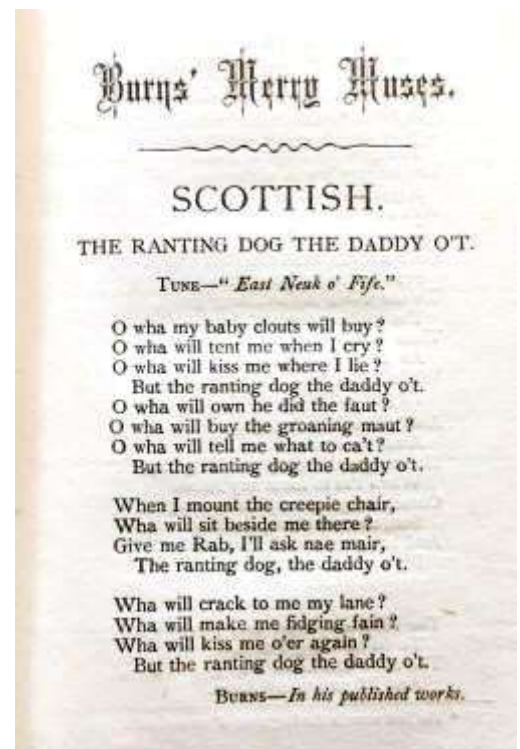 Burns' Merry Muses.
SCOTTISH.
THE RANTING DOG THE DADDY O'T.
TUNE—" East Neuk o' Fife."
O wha my baby clouts will buy?
O wha will tent me when I cry?
O wha will kiss me where I lie?
But the ranting dog the daddy o't.
O wha will own he did the faut?
O wha will buy the groaning maut?
O wha will tell me what to ca't?
But the ranting dog the daddy o't.
When I mount the creepie chair,
Wha will sit beside me there?
Give me Rab, I'll ask nae mair,
The ranting dog, the daddy o't.
Wha will crack to me my lane?
Wha will make me fidging fain?
Wha will kiss me o'er again?
But the ranting dog the daddy o't.
BURNS—In his published works.